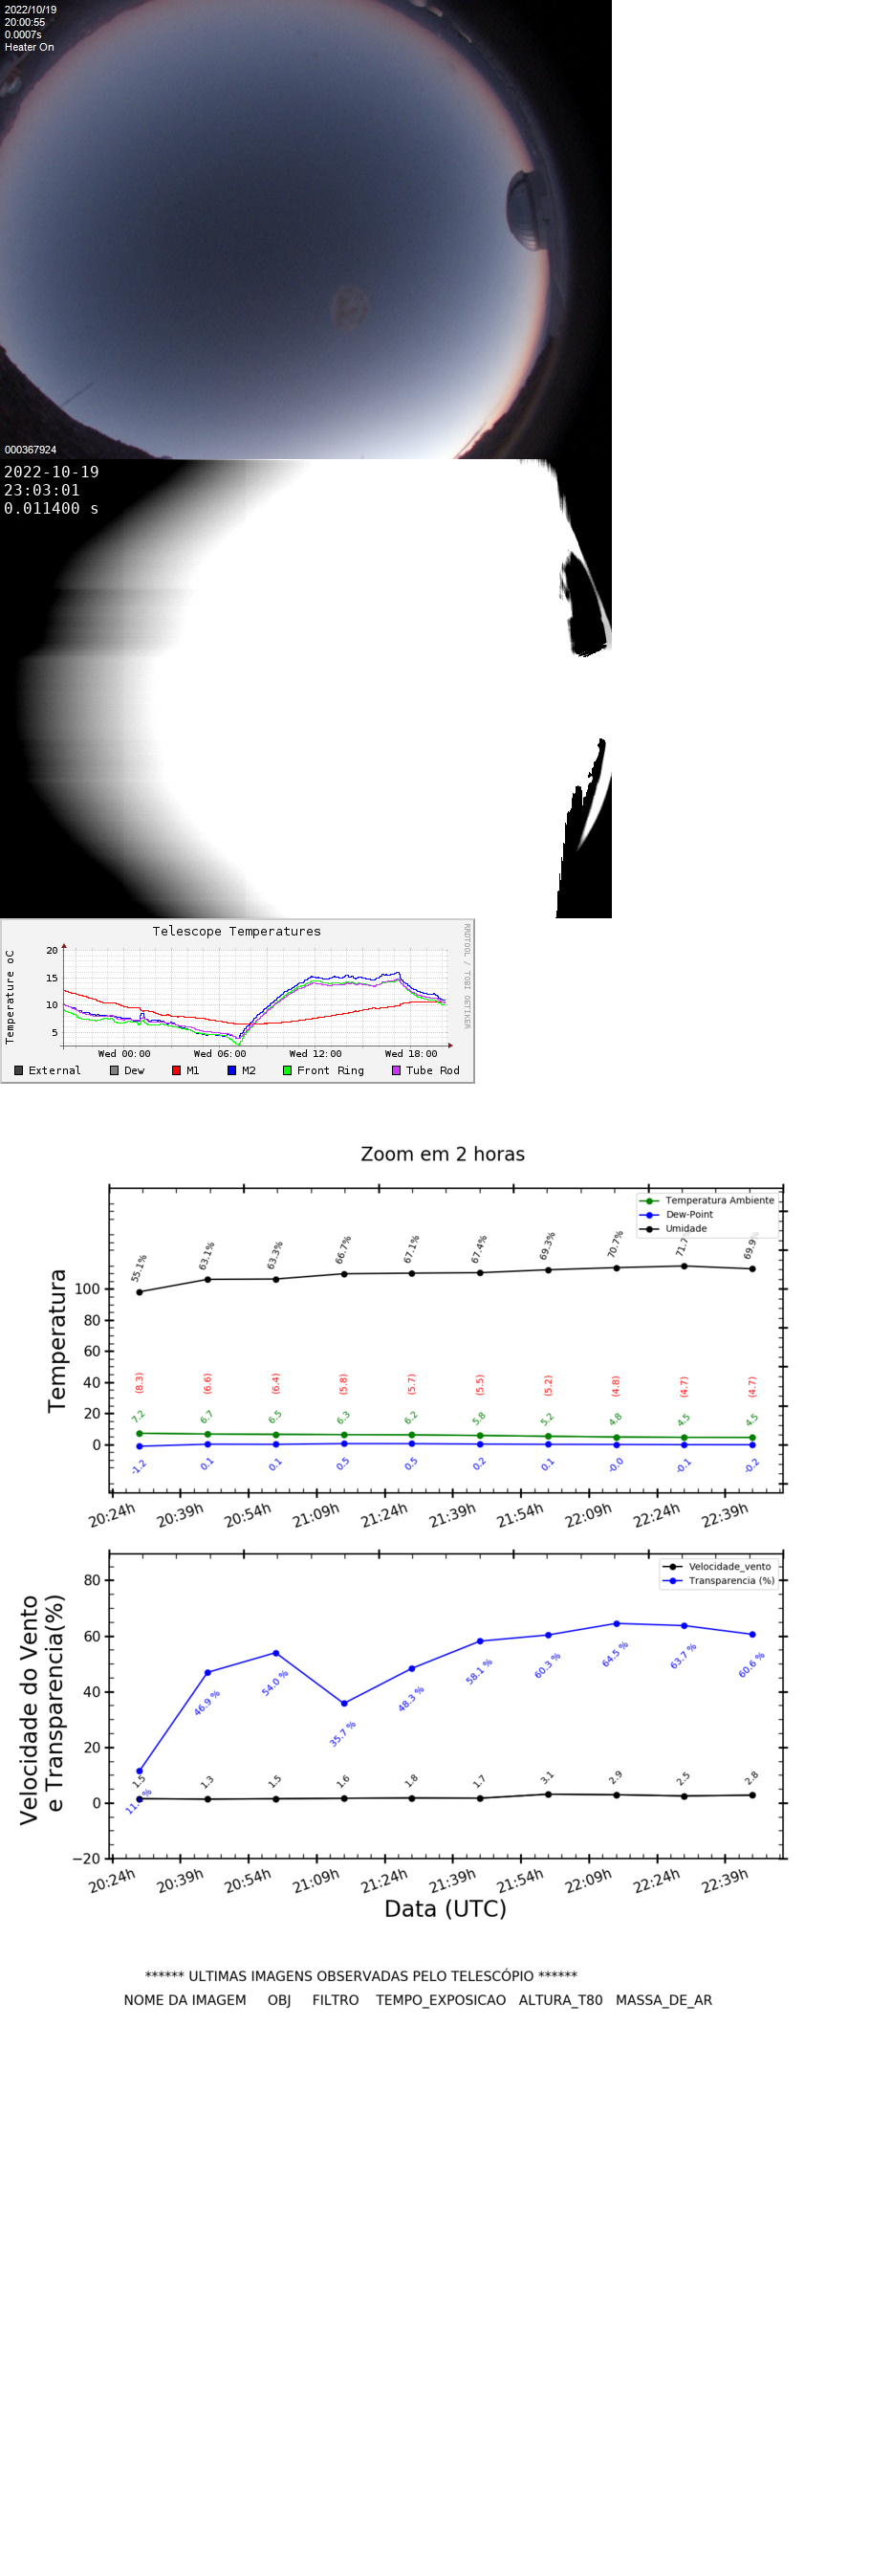 2022/10/19
20:00:55
0.0007s
Heater On
000367924
2022-10-19
23:03:01
0.011400 s
Telescope Temperatures
RRDTOOL / TOBI OETIKER
Temperature oC
20
15
10
5
Wed 00:00 Wed 06:00 Wed 12:00 Wed 18:00
External Dew M1 M2 Front Ring Tube Rod
Zoom em 2 horas
Temperatura Ambiente
Dew-Point
Umidade
Temperatura
100
80
60
40
20
0
55.1% 63.1% 63.3% 66.7% 67.1% 67.4% 69.3% 70.7% 69.9%
(8.3) (6.6) (6.4) (5.8) (5.7) (5.5) (5.2) (4.8) (4.7) (4.7)
7.2 6.7 6.5 6.3 6.2 5.8 5.2 4.8 4.5 4.5
-1.2 0.1 0.1 0.5 0.5 0.2 0.1 -0.0 -0.1 -0.2
20:24h 20:39h 20:54h 21:09h 21:24h 21:39h 21:54h 22:09h 22:24h 22:39h
Velocidade_vento
Transparencia (%)
Velocidade do Vento
e Transparencia(%)
80
60
40
20
0
−20
46.9 % 54.0 % 35.7 % 48.3 % 58.1 % 60.3 % 64.5 % 63.7 % 60.6 %
1.5 1.3 1.5 1.6 1.8 1.7 3.1 2.9 2.5 2.8
20:24h 20:39h 20:54h 21:09h 21:24h 21:39h 21:54h 22:09h 22:24h 22:39h
Data (UTC)
****** ULTIMAS IMAGENS OBSERVADAS PELO TELESCÓPIO ******
NOME DA IMAGEM OBJ FILTRO TEMPO_EXPOSICAO ALTURA_T80 MASSA_DE_AR